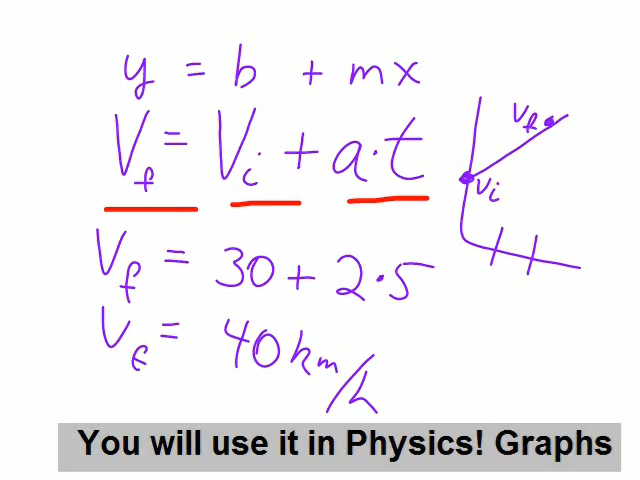 y = b + mx
Vf = Vi + a·t
Vf
Vi
Vf = 30 + 2·5
Vf = 40 km/h
You will use it in Physics! Graphs